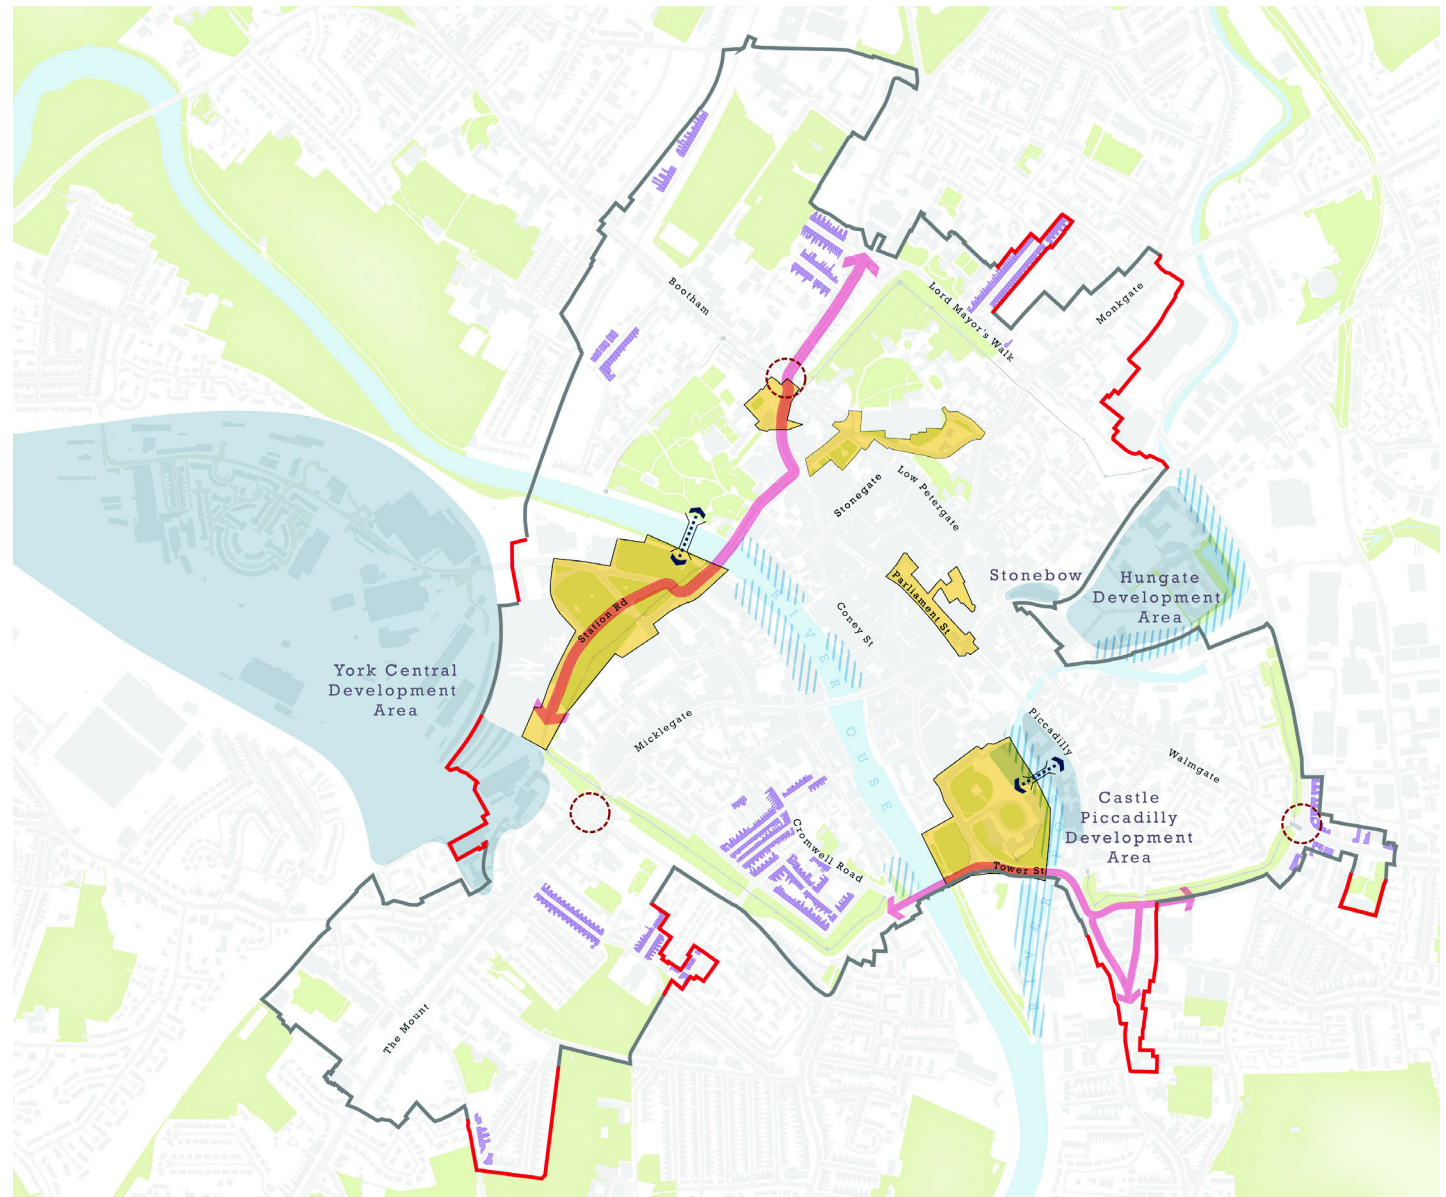 Bootham
Lord Mayor's Walk
Monkgate
Stonegate
Low Petergate
Parliament St
Stonebow
Hungate
Development
Area
Station Rd
Coney St
RIVER OUSE
York Central
Development
Area
Micklegate
Piccadilly
Walmgate
Castle
Piccadilly
Development
Area
Cromwell Road
Tower St
The Mount